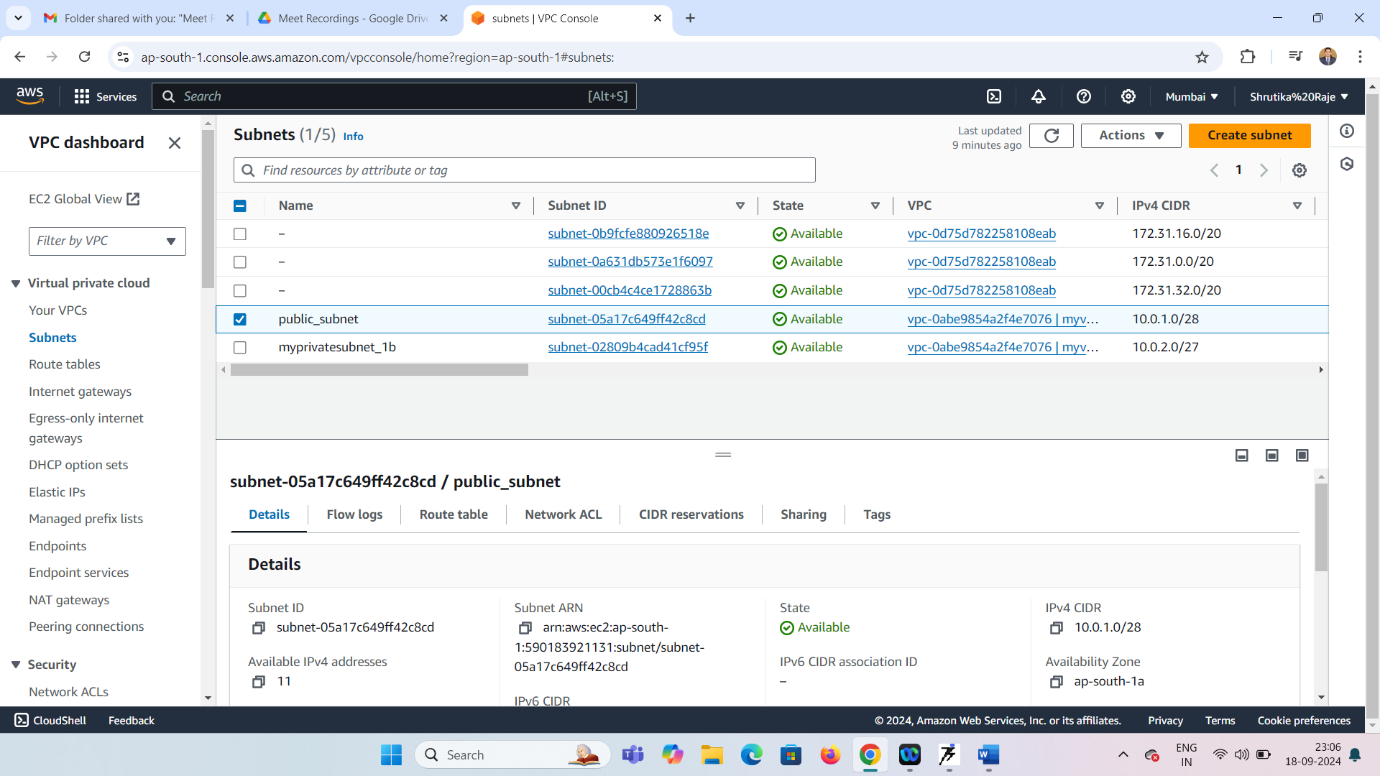 Folder shared with you: "Meet R
Meet Recordings - Google Drive
subnets | VPC Console
ap-south-1.console.aws.amazon.com/vpcconsole/home?region=ap-south-1#subnets:
aws
Services
Search
[Alt+S]
Mumbai
Shrutika%20Raje
VPC dashboard
EC2 Global View
Filter by VPC
Virtual private cloud
Your VPCs
Subnets
Route tables
Internet gateways
Egress-only internet
gateways
DHCP option sets
Elastic IPs
Managed prefix lists
Endpoints
Endpoint services
NAT gateways
Peering connections
Security
Network ACLs
Subnets (1/5) Info
Last updated
9 minutes ago
Actions
Create subnet
Find resources by attribute or tag
1
Name Subnet ID State VPC IPv4 CIDR
– subnet-0b9fcfe880926518e Available vpc-0d75d782258108eab 172.31.16.0/20
– subnet-0a631db573e1f6097 Available vpc-0d75d782258108eab 172.31.0.0/20
– subnet-00cb4c4ce1728863b Available vpc-0d75d782258108eab 172.31.32.0/20
public_subnet subnet-05a17c649ff42c8cd Available vpc-0abe9854a2f4e7076 | myv... 10.0.1.0/28
myprivatesubnet_1b subnet-02809b4cad41cf95f Available vpc-0abe9854a2f4e7076 | myv... 10.0.2.0/27
subnet-05a17c649ff42c8cd / public_subnet
Details Flow logs Route table Network ACL CIDR reservations Sharing Tags
Details
Subnet ID
subnet-05a17c649ff42c8cd
Available IPv4 addresses
11
Subnet ARN
arn:aws:ec2:ap-south-
1:590183921131:subnet/subnet-
05a17c649ff42c8cd
IPv6 CIDR
State
Available
IPv6 CIDR association ID
–
IPv4 CIDR
10.0.1.0/28
Availability Zone
ap-south-1a
CloudShell
Feedback
© 2024, Amazon Web Services, Inc. or its affiliates.
Privacy
Terms
Cookie preferences
Search
ENG
IN
23:06
18-09-2024